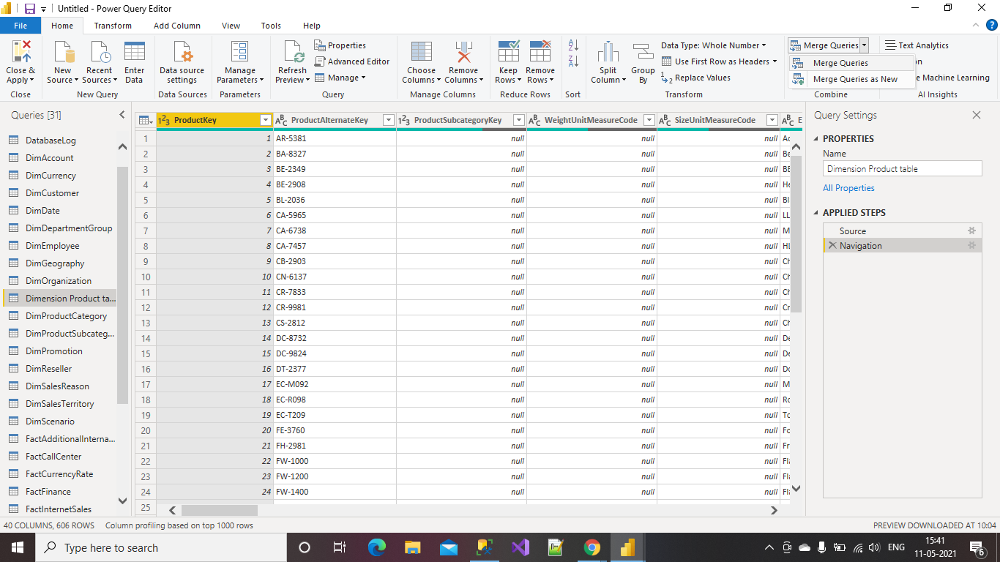 Untitled - Power Query Editor
File Home Transform Add Column View Tools Help
Close & Apply
Close
New Source
Recent Sources
Enter Data
New Query
Data source settings
Data Sources
Manage Parameters
Parameters
Refresh Preview
Properties
Advanced Editor
Manage
Query
Choose Columns
Remove Columns
Manage Columns
Keep Rows
Remove Rows
Reduce Rows
Sort
Split Column
Group By
Data Type: Whole Number
Use First Row as Headers
Replace Values
Transform
Merge Queries
Merge Queries
Merge Queries as New
Combine
Text Analytics
on
e Machine Learning
AI Insights
Queries [31]
DatabaseLog
DimAccount
DimCurrency
DimCustomer
DimDate
DimDepartmentGroup
DimEmployee
DimGeography
DimOrganization
Dimension Product ta...
DimProductCategory
DimProductSubcateg...
DimPromotion
DimReseller
DimSalesReason
DimSalesTerritory
DimScenario
FactAdditionalInterna...
FactCallCenter
FactCurrencyRate
FactFinance
FactInternetSales
ProductKey ProductAlternateKey ProductSubcategoryKey WeightUnitMeasureCode SizeUnitMeasureCode E
1 1 AR-5381 null null null Ac
2 2 BA-8327 null null null Be
3 3 BE-2349 null null null BE
4 4 BE-2908 null null null He
5 5 BL-2036 null null null Bl
6 6 CA-5965 null null null LL
7 7 CA-6738 null null null M
8 8 CA-7457 null null null HL
9 9 CB-2903 null null null Ch
10 10 CN-6137 null null null Ch
11 11 CR-7833 null null null Ch
12 12 CR-9981 null null null Cr
13 13 CS-2812 null null null Ch
14 14 DC-8732 null null null De
15 15 DC-9824 null null null De
16 16 DT-2377 null null null Do
17 17 EC-M092 null null null M
18 18 EC-R098 null null null Ro
19 19 EC-T209 null null null To
20 20 FE-3760 null null null Fo
21 21 FH-2981 null null null Fr
22 22 FW-1000 null null null Fla
23 23 FW-1200 null null null Fla
24 24 FW-1400 null null null Fla
25
Query Settings
PROPERTIES
Name
Dimension Product table
All Properties
APPLIED STEPS
Source
Navigation
40 COLUMNS, 606 ROWS Column profiling based on top 1000 rows PREVIEW DOWNLOADED AT 10:04
Type here to search
ENG
15:41
11-05-2021
6